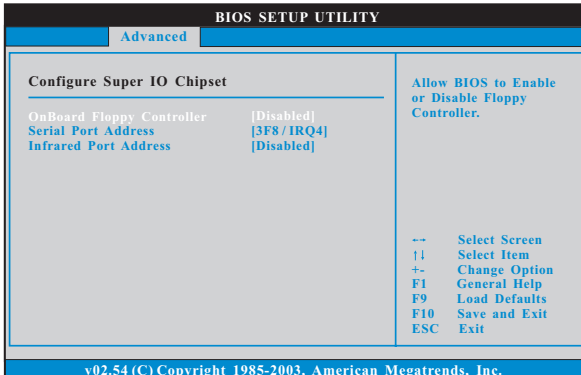 BIOS SETUP UTILITY
Advanced
Configure Super IO Chipset
OnBoard Floppy Controller [Disabled]
Serial Port Address [3F8 / IRQ4]
Infrared Port Address [Disabled]
Allow BIOS to Enable
or Disable Floppy
Controller.
←→ Select Screen
↑↓ Select Item
+- Change Option
F1 General Help
F9 Load Defaults
F10 Save and Exit
ESC Exit
v02.54 (C) Copyright 1985-2003, American Megatrends, Inc.